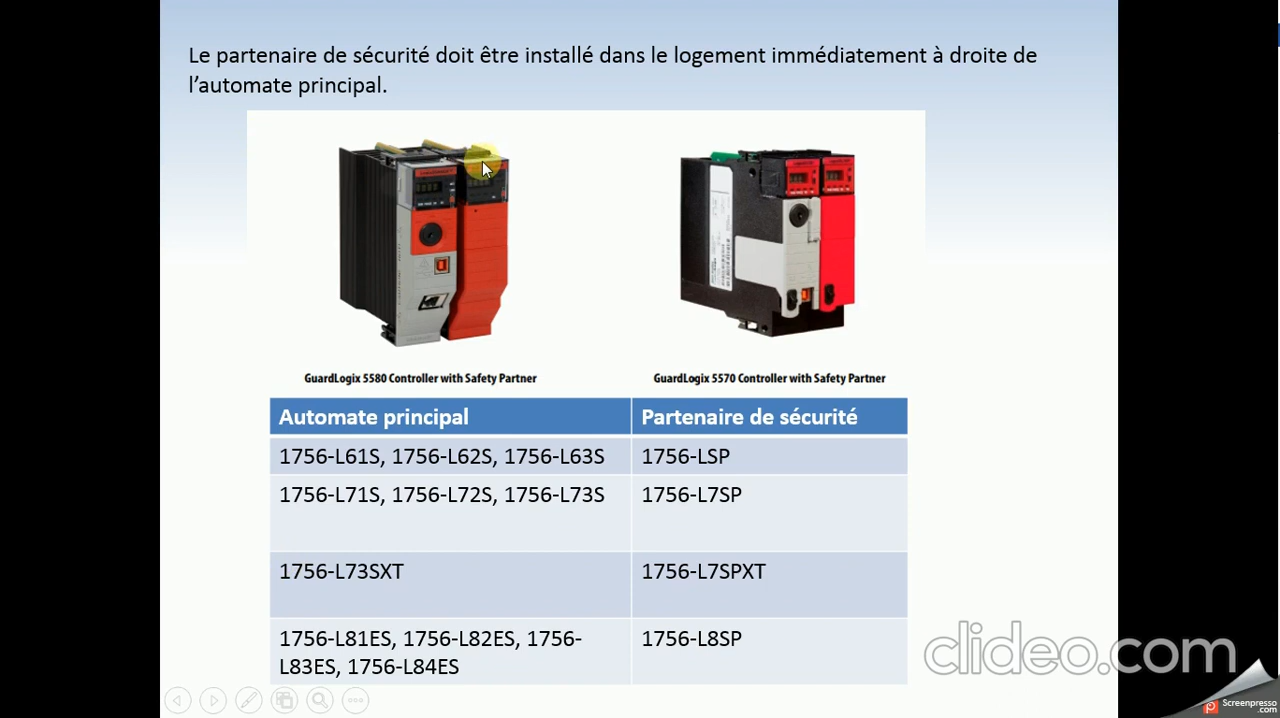 Le partenaire de sécurité doit être installé dans le logement immédiatement à droite de
l’automate principal.
GuardLogix 5580 Controller with Safety Partner
GuardLogix 5570 Controller with Safety Partner
Automate principal
Partenaire de sécurité
1756-L61S, 1756-L62S, 1756-L63S
1756-LSP
1756-L71S, 1756-L72S, 1756-L73S
1756-L7SP
1756-L73SXT
1756-L7SPXT
1756-L81ES, 1756-L82ES, 1756-
L83ES, 1756-L84ES
1756-L8SP
clideo.com
Screenpresso
.com